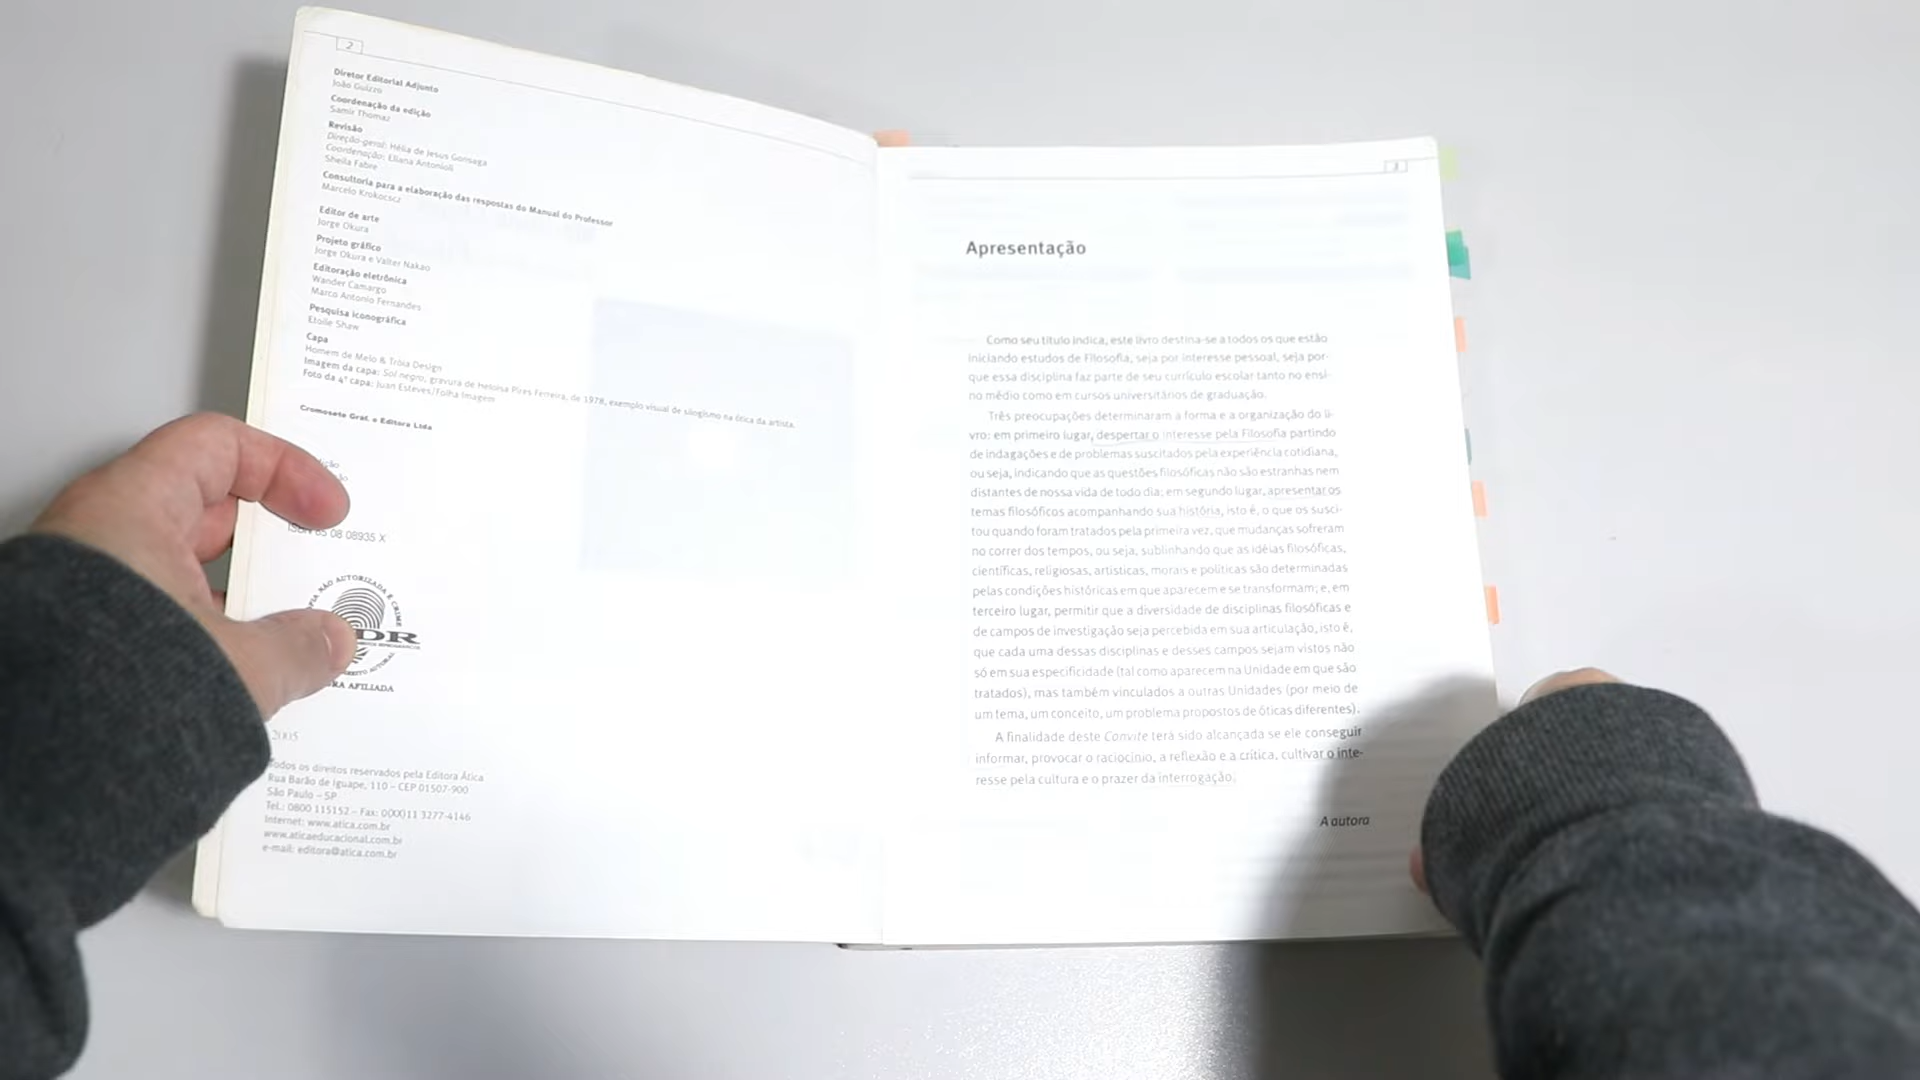 2
Diretor Editorial Adjunto
João Guizzo
Coordenação da edição
Samir Thomaz
Revisão
Direção-geral: Hélia de Jesus Gonsaga
Coordenação: Eliana Antonioli
Sheila Fabre
Consultoria para a elaboração das respostas do Manual do Professor
Marcelo Krokoscz
Editor de arte
Jorge Okura
Projeto gráfico
Jorge Okura e Valter Nakao
Editoração eletrônica
Wander Camargo
Marco Antonio Fernandes
Pesquisa iconográfica
Etoile Shaw
Capa
Homem de Melo & Tróia Design
Imagem da capa: Sol negro, gravura de Heloísa Pires Ferreira, de 1978, exemplo visual de silogismo na ótica da artista.
Foto da 4ª capa: Juan Esteves/Folha Imagem
Cromosete Gráf. e Editora Ltda
ISBN 85 08 08935 X
2005
Todos os direitos reservados pela Editora Ática
Rua Barão de Iguape, 110 – CEP 01507-900
São Paulo – SP
Tel.: 0800 115152 – Fax: 0(XX)11 3277-4146
Internet: www.atica.com.br
www.aticaeducacional.com.br
e-mail: editora@atica.com.br
3
Apresentação
Como seu título indica, este livro destina-se a todos os que estão
iniciando estudos de Filosofia, seja por interesse pessoal, seja por-
que essa disciplina faz parte de seu currículo escolar tanto no ensi-
no médio como em cursos universitários de graduação.
Três preocupações determinaram a forma e a organização do li-
vro: em primeiro lugar, despertar o interesse pela Filosofia partindo
de indagações e de problemas suscitados pela experiência cotidiana,
ou seja, indicando que as questões filosóficas não são estranhas nem
distantes de nossa vida de todo dia; em segundo lugar, apresentar os
temas filosóficos acompanhando sua história, isto é, o que os susci-
tou quando foram tratados pela primeira vez, que mudanças sofreram
no correr dos tempos, ou seja, sublinhando que as idéias filosóficas,
científicas, religiosas, artísticas, morais e políticas são determinadas
pelas condições históricas em que aparecem e se transformam; e, em
terceiro lugar, permitir que a diversidade de disciplinas filosóficas e
de campos de investigação seja percebida em sua articulação, isto é,
que cada uma dessas disciplinas e desses campos sejam vistos não
só em sua especificidade (tal como aparecem na Unidade em que são
tratados), mas também vinculados a outras Unidades (por meio de
um tema, um conceito, um problema propostos de óticas diferentes).
A finalidade deste Convite terá sido alcançada se ele conseguir
informar, provocar o raciocínio, a reflexão e a crítica, cultivar o inte-
resse pela cultura e o prazer da interrogação.
A autora